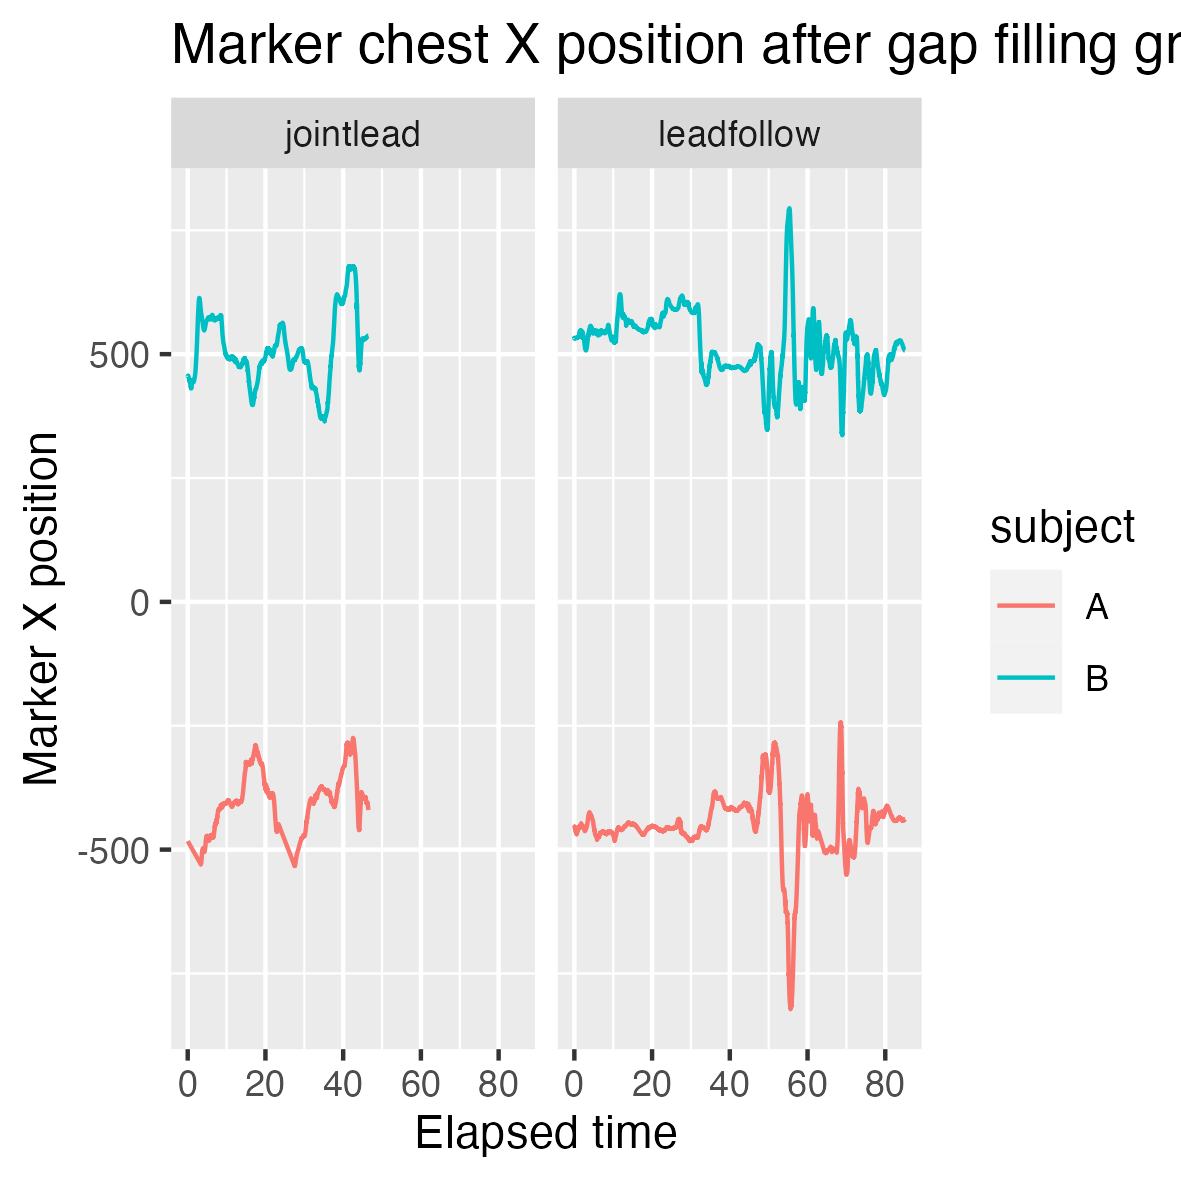 Marker chest X position after gap filling gr
jointlead
leadfollow
500
0
-500
Marker X position
0 20 40 60 80
0 20 40 60 80
Elapsed time
subject
A
B